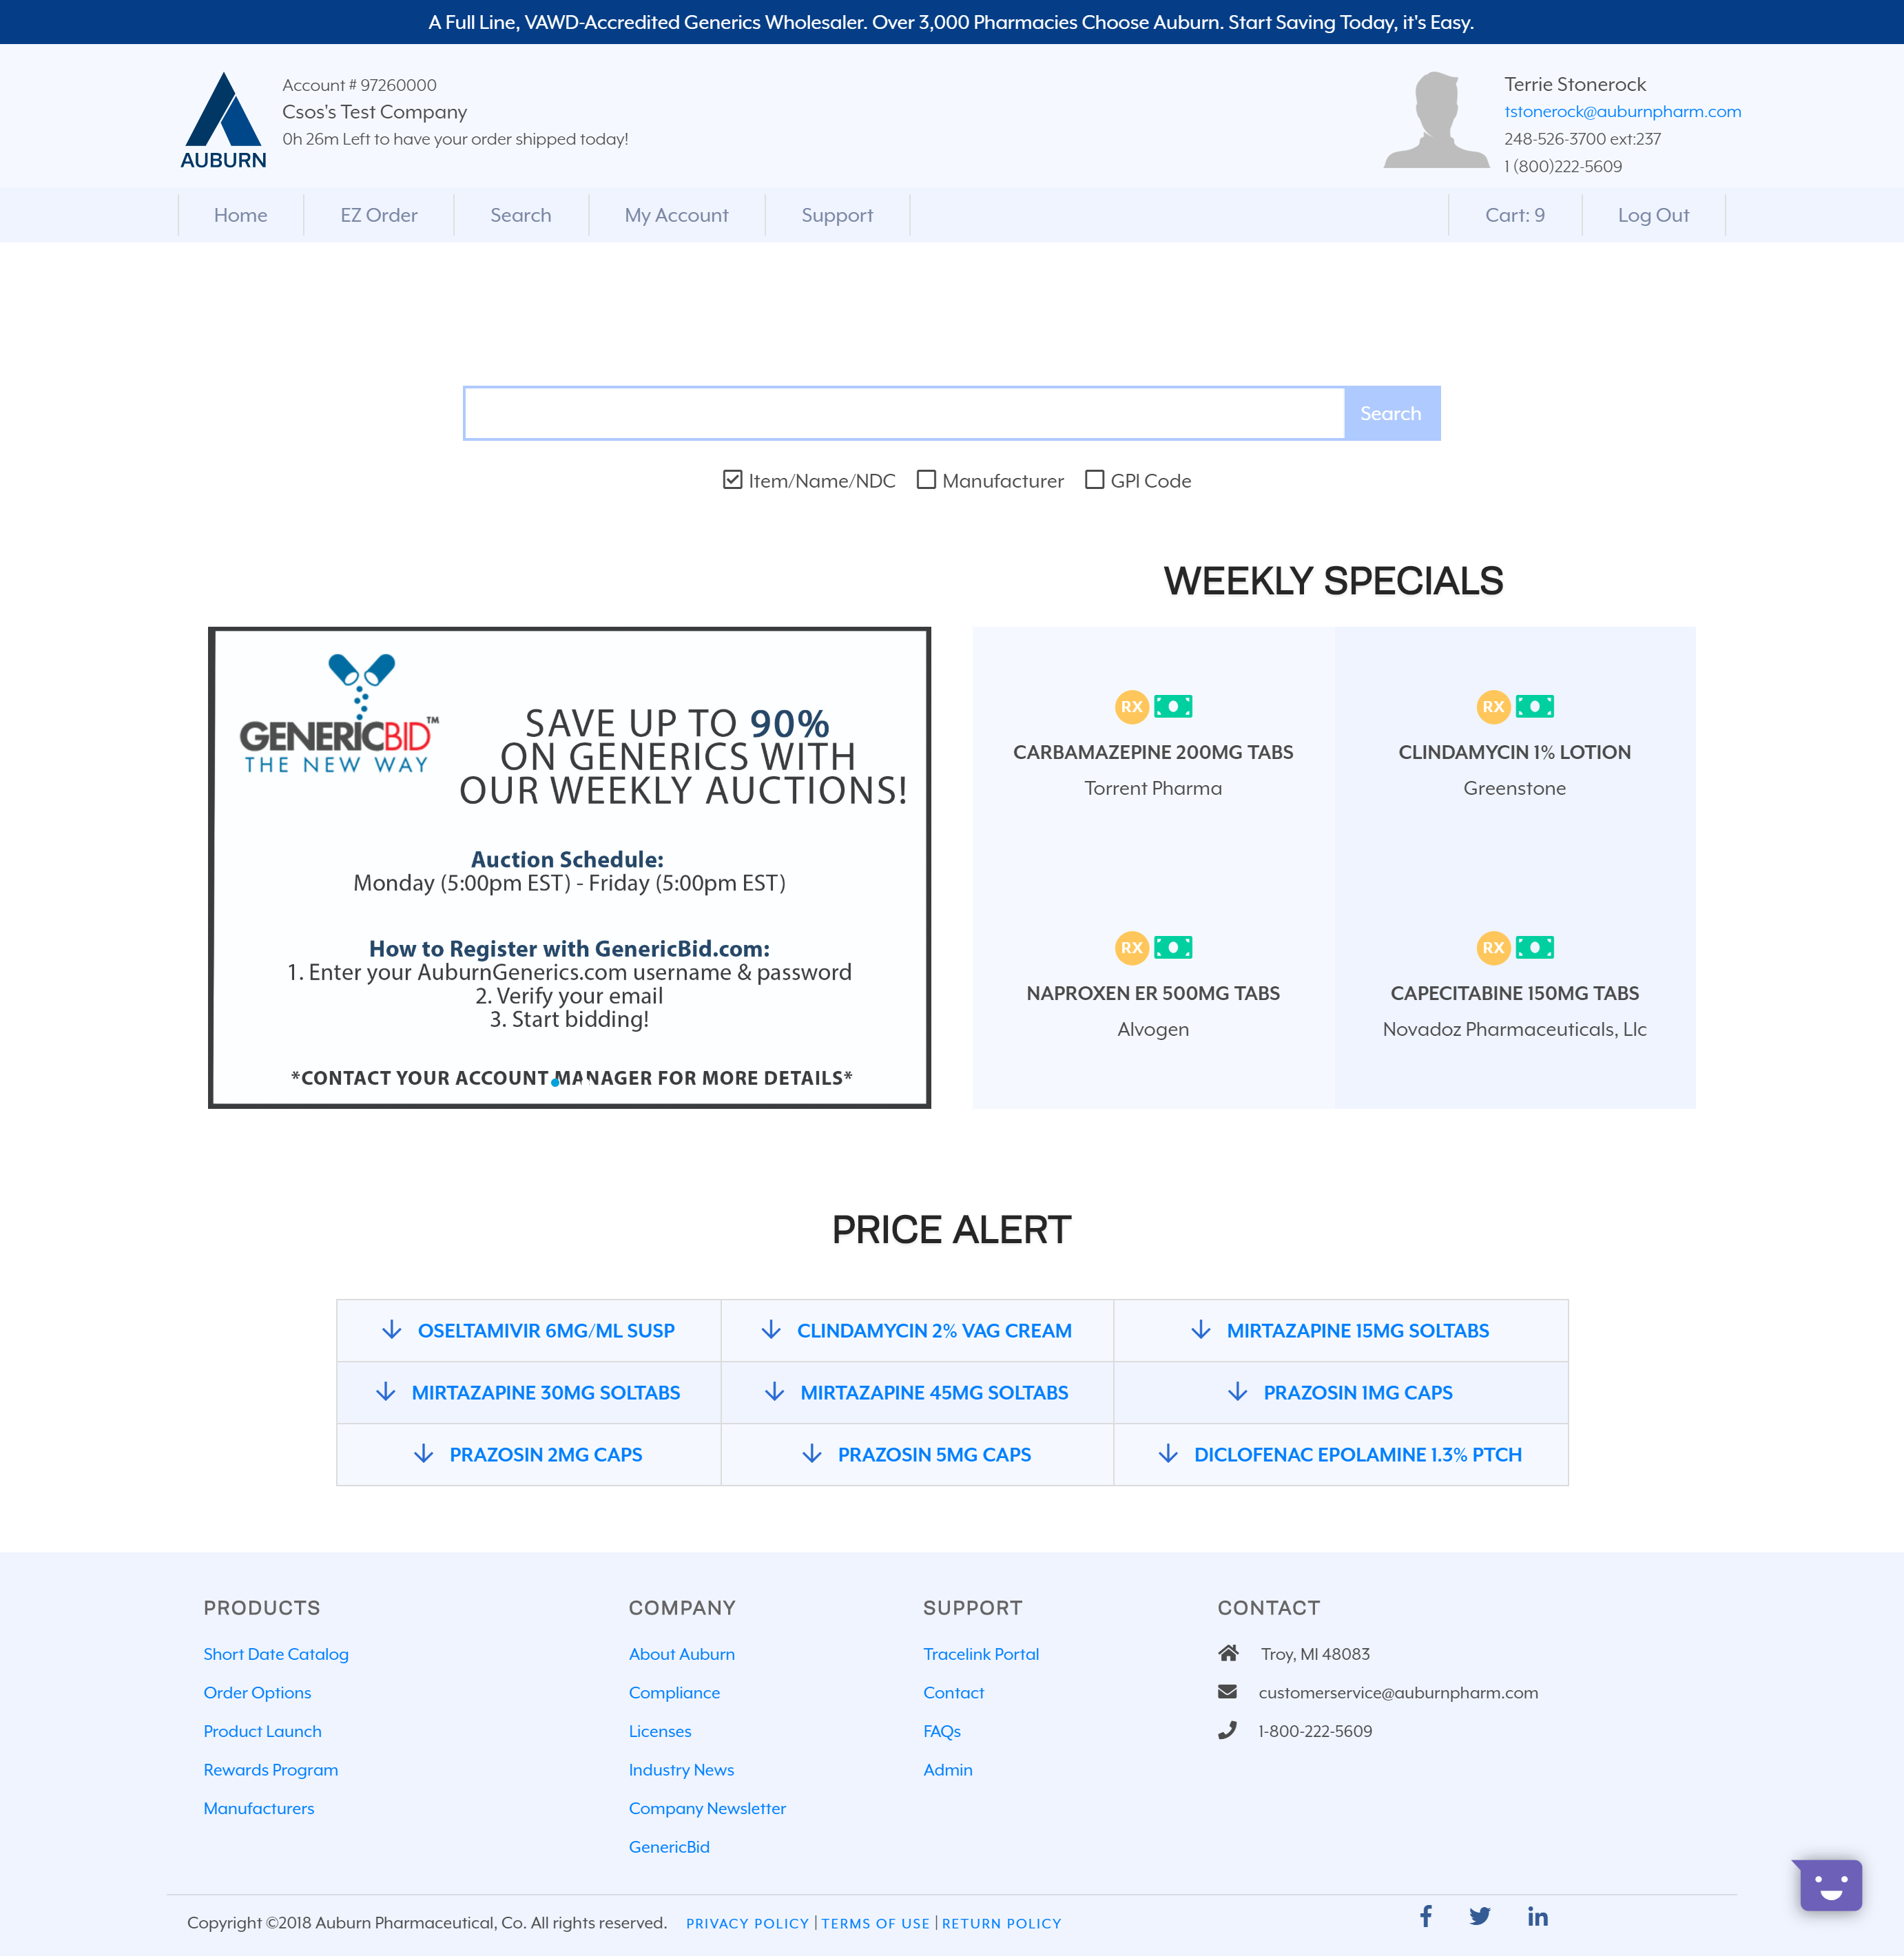 A Full Line, VAWD-Accredited Generics Wholesaler. Over 3,000 Pharmacies Choose Auburn. Start Saving Today, it's Easy.
AUBURN
Account # 97260000
Csos's Test Company
0h 26m Left to have your order shipped today!
Terrie Stonerock
tstonerock@auburnpharm.com
248-526-3700 ext:237
1 (800)222-5609
Home
EZ Order
Search
My Account
Support
Cart: 9
Log Out
Search
Item/Name/NDC
Manufacturer
GPI Code
GENERICBID™
THE NEW WAY
SAVE UP TO 90%
ON GENERICS WITH
OUR WEEKLY AUCTIONS!
Auction Schedule:
Monday (5:00pm EST) - Friday (5:00pm EST)
How to Register with GenericBid.com:
1. Enter your AuburnGenerics.com username & password
2. Verify your email
3. Start bidding!
*CONTACT YOUR ACCOUNT MANAGER FOR MORE DETAILS*
WEEKLY SPECIALS
RX
CARBAMAZEPINE 200MG TABS
Torrent Pharma
RX
CLINDAMYCIN 1% LOTION
Greenstone
RX
NAPROXEN ER 500MG TABS
Alvogen
RX
CAPECITABINE 150MG TABS
Novadoz Pharmaceuticals, Llc
PRICE ALERT
OSELTAMIVIR 6MG/ML SUSP
CLINDAMYCIN 2% VAG CREAM
MIRTAZAPINE 15MG SOLTABS
MIRTAZAPINE 30MG SOLTABS
MIRTAZAPINE 45MG SOLTABS
PRAZOSIN 1MG CAPS
PRAZOSIN 2MG CAPS
PRAZOSIN 5MG CAPS
DICLOFENAC EPOLAMINE 1.3% PTCH
PRODUCTS
Short Date Catalog
Order Options
Product Launch
Rewards Program
Manufacturers
COMPANY
About Auburn
Compliance
Licenses
Industry News
Company Newsletter
GenericBid
SUPPORT
Tracelink Portal
Contact
FAQs
Admin
CONTACT
Troy, MI 48083
customerservice@auburnpharm.com
1-800-222-5609
Copyright ©2018 Auburn Pharmaceutical, Co. All rights reserved. PRIVACY POLICY | TERMS OF USE | RETURN POLICY